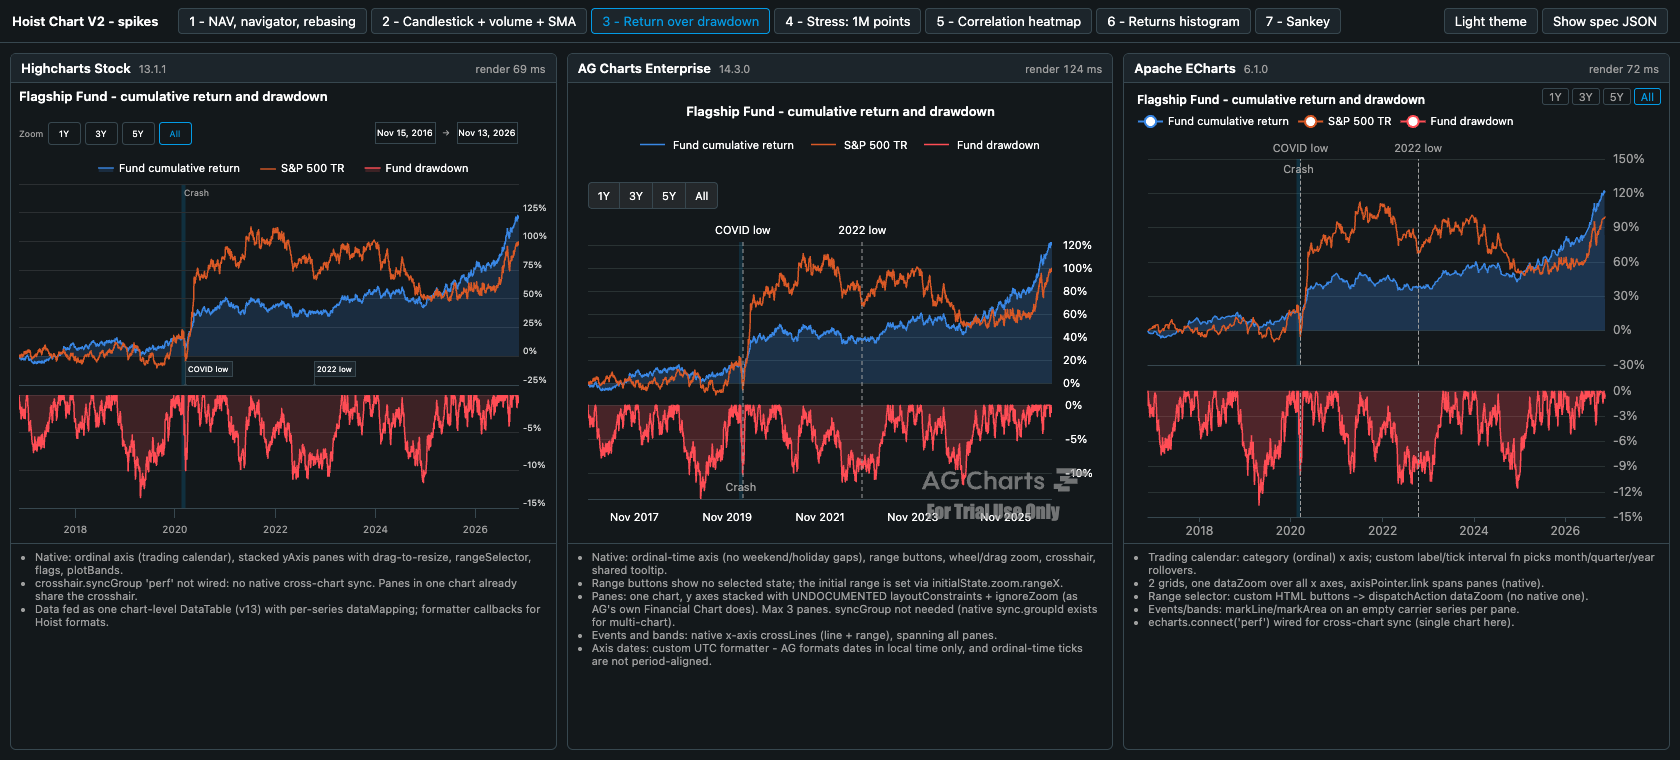 Hoist Chart V2 - spikes
1 - NAV, navigator, rebasing
2 - Candlestick + volume + SMA
3 - Return over drawdown
4 - Stress: 1M points
5 - Correlation heatmap
6 - Returns histogram
7 - Sankey
Light theme
Show spec JSON
Highcharts Stock 13.1.1
render 69 ms
Flagship Fund - cumulative return and drawdown
Zoom 1Y 3Y 5Y All
Nov 15, 2016 → Nov 13, 2026
Fund cumulative return S&P 500 TR Fund drawdown
Crash
125%
100%
75%
50%
25%
0%
COVID low
2022 low
-25%
-5%
-10%
-15%
2018 2020 2022 2024 2026
• Native: ordinal axis (trading calendar), stacked yAxis panes with drag-to-resize, rangeSelector,
flags, plotBands.
• crosshair.syncGroup 'perf' not wired: no native cross-chart sync. Panes in one chart already
share the crosshair.
• Data fed as one chart-level DataTable (v13) with per-series dataMapping; formatter callbacks for
Hoist formats.
AG Charts Enterprise 14.3.0
render 124 ms
Flagship Fund - cumulative return and drawdown
Fund cumulative return S&P 500 TR Fund drawdown
1Y 3Y 5Y All
COVID low 2022 low
120%
100%
80%
60%
40%
20%
0%
0%
-5%
-10%
Crash
AG Charts
For Trial Use Only
Nov 2017 Nov 2019 Nov 2021 Nov 2023 Nov 2025
• Native: ordinal-time axis (no weekend/holiday gaps), range buttons, wheel/drag zoom, crosshair,
shared tooltip.
• Range buttons show no selected state; the initial range is set via initialState.zoom.rangeX.
• Panes: one chart, y axes stacked with UNDOCUMENTED layoutConstraints + ignoreZoom (as
AG's own Financial Chart does). Max 3 panes. syncGroup not needed (native sync.groupId exists
for multi-chart).
• Events and bands: native x-axis crossLines (line + range), spanning all panes.
• Axis dates: custom UTC formatter - AG formats dates in local time only, and ordinal-time ticks
are not period-aligned.
Apache ECharts 6.1.0
render 72 ms
Flagship Fund - cumulative return and drawdown
1Y 3Y 5Y All
Fund cumulative return S&P 500 TR Fund drawdown
COVID low 2022 low
Crash
150%
120%
90%
60%
30%
0%
-30%
0%
-3%
-6%
-9%
-12%
-15%
2018 2020 2022 2024 2026
• Trading calendar: category (ordinal) x axis; custom label/tick interval fn picks month/quarter/year
rollovers.
• 2 grids, one dataZoom over all x axes, axisPointer.link spans panes (native).
• Range selector: custom HTML buttons -> dispatchAction dataZoom (no native one).
• Events/bands: markLine/markArea on an empty carrier series per pane.
• echarts.connect('perf') wired for cross-chart sync (single chart here).